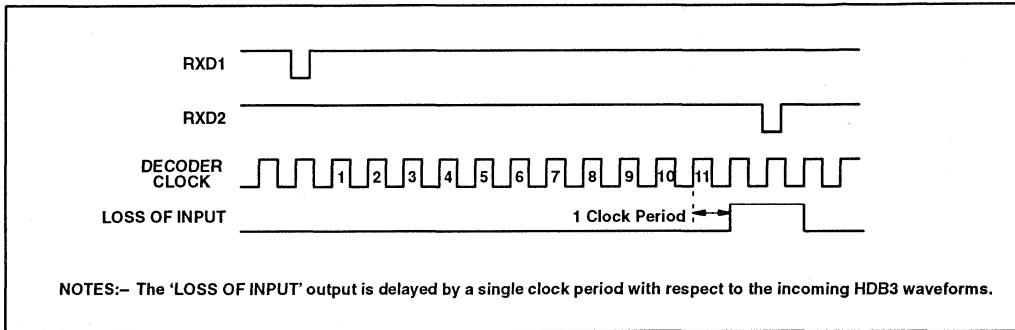 RXD1
RXD2
DECODER
CLOCK
1 2 3 4 5 6 7 8 9 10 11
LOSS OF INPUT
1 Clock Period
NOTES:– The ‘LOSS OF INPUT’ output is delayed by a single clock period with respect to the incoming HDB3 waveforms.